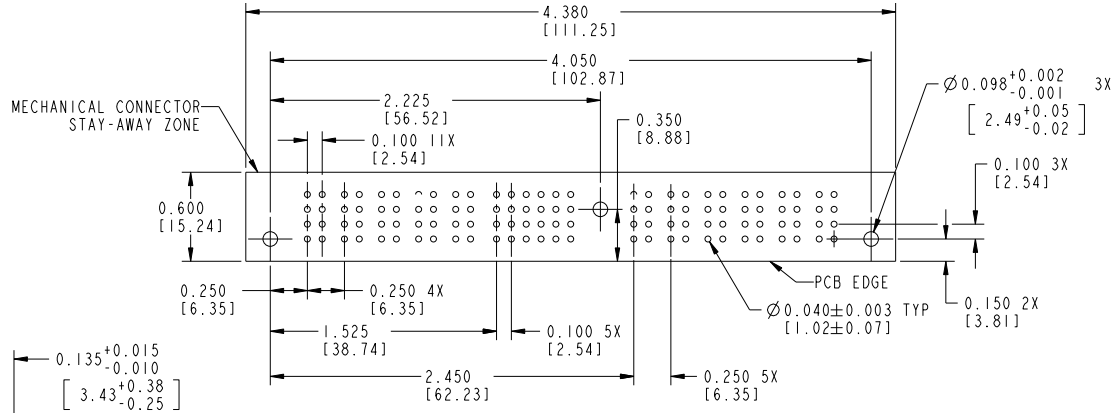 4.380
[111.25]
4.050
[102.87]
Ø0.098 +0.002 -0.001 3X
[2.49 +0.05 -0.02]
2.225
[56.52]
MECHANICAL CONNECTOR
STAY-AWAY ZONE
0.350
[8.88]
0.100 11X
[2.54]
0.100 3X
[2.54]
0.600
[15.24]
PCB EDGE
0.250
[6.35]
0.250 4X
[6.35]
Ø0.040±0.003 TYP
[1.02±0.07]
0.150 2X
[3.81]
1.525
[38.74]
0.100 5X
[2.54]
0.135 +0.015 -0.010
[3.43 +0.38 -0.25]
2.450
[62.23]
0.250 5X
[6.35]